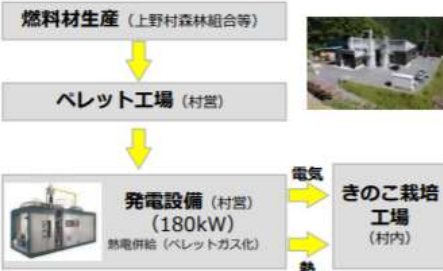 燃料材生産（上野村森林組合等）
ペレット工場（村営）
発電設備（村営）
（180kW）
熱電併給（ペレットガス化）
電気
熱
きのこ栽培
工場
（村内）